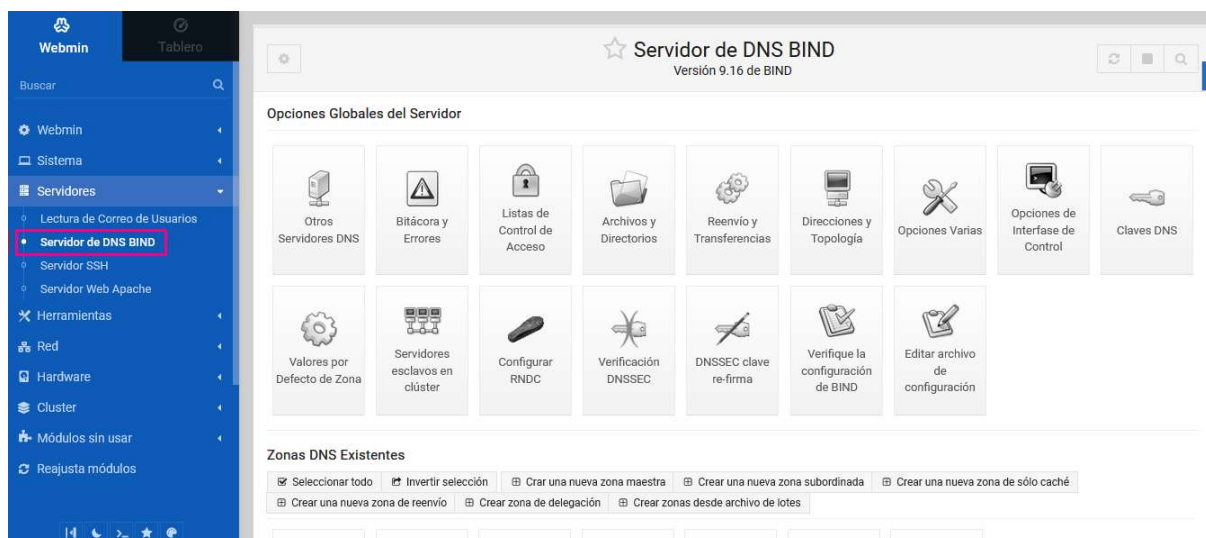 Webmin
Tablero
Buscar
Webmin
Sistema
Servidores
Lectura de Correo de Usuarios
Servidor de DNS BIND
Servidor SSH
Servidor Web Apache
Herramientas
Red
Hardware
Cluster
Módulos sin usar
Reajusta módulos
Servidor de DNS BIND
Versión 9.16 de BIND
Opciones Globales del Servidor
Otros
Servidores DNS
Bitácora y
Errores
Listas de
Control de
Acceso
Archivos y
Directorios
Reenvío y
Transferencias
Direcciones y
Topología
Opciones Varias
Opciones de
Interfase de
Control
Claves DNS
Valores por
Defecto de Zona
Servidores
esclavos en
clúster
Configurar
RNDC
Verificación
DNSSEC
DNSSEC clave
re-firma
Verifique la
configuración
de BIND
Editar archivo
de
configuración
Zonas DNS Existentes
Seleccionar todo
Invertir selección
Crar una nueva zona maestra
Crear una nueva zona subordinada
Crear una nueva zona de sólo caché
Crear una nueva zona de reenvío
Crear zona de delegación
Crear zonas desde archivo de lotes